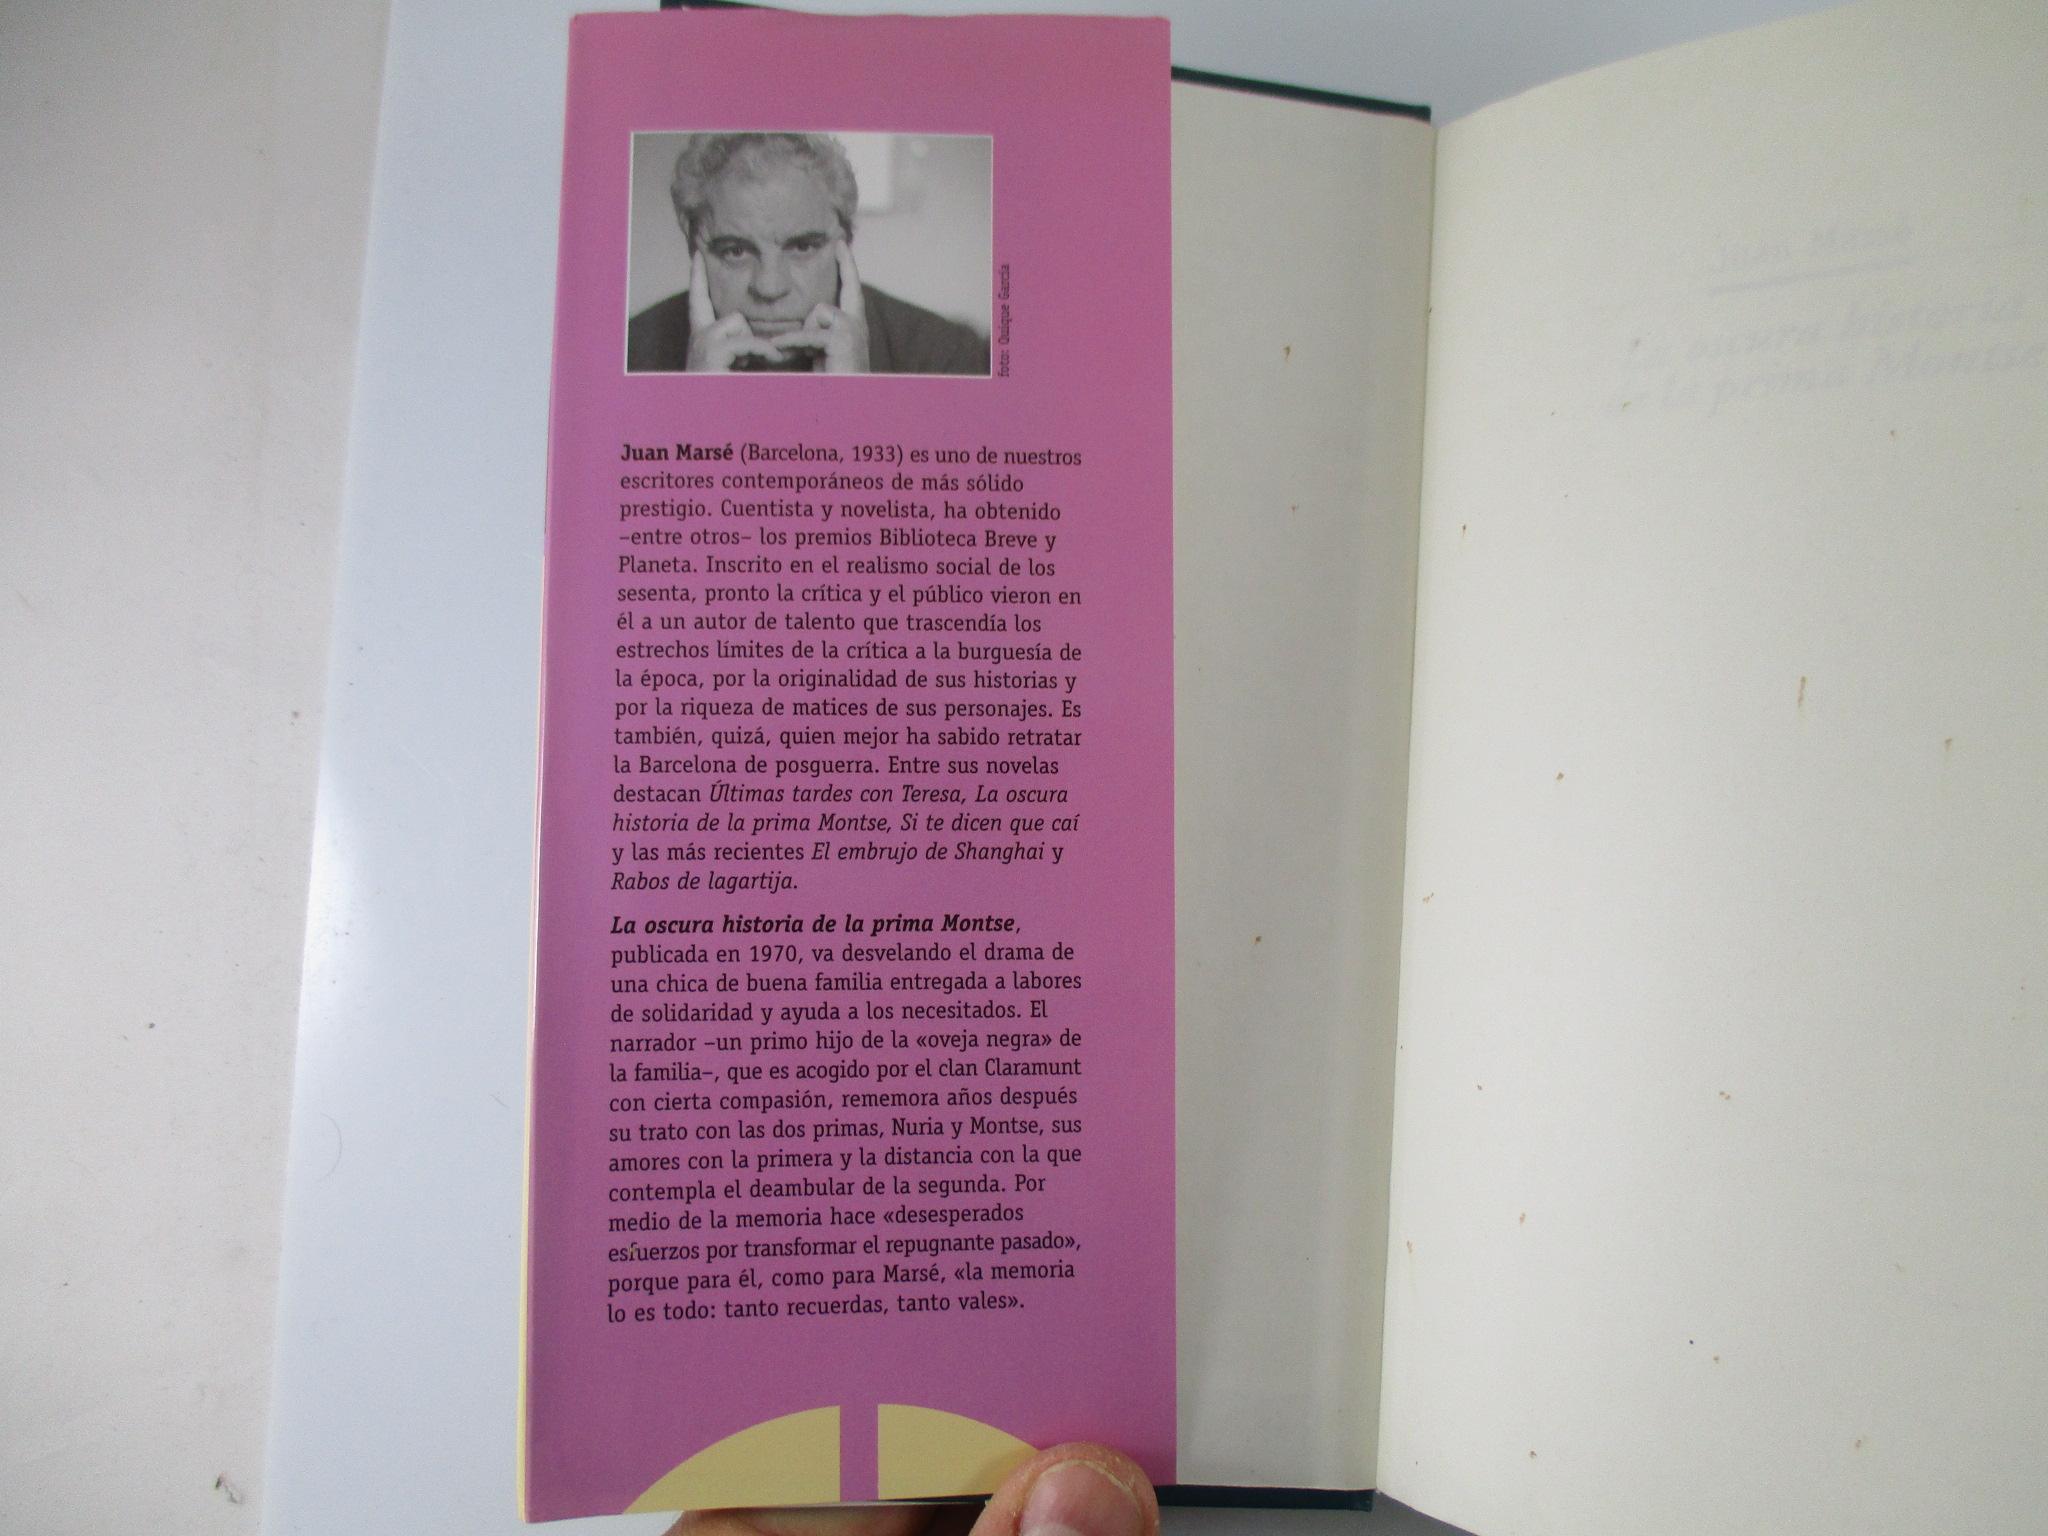 foto: Quique García
Juan Marsé (Barcelona, 1933) es uno de nuestros
escritores contemporáneos de más sólido
prestigio. Cuentista y novelista, ha obtenido
–entre otros– los premios Biblioteca Breve y
Planeta. Inscrito en el realismo social de los
sesenta, pronto la crítica y el público vieron en
él a un autor de talento que trascendía los
estrechos límites de la crítica a la burguesía de
la época, por la originalidad de sus historias y
por la riqueza de matices de sus personajes. Es
también, quizá, quien mejor ha sabido retratar
la Barcelona de posguerra. Entre sus novelas
destacan Últimas tardes con Teresa, La oscura
historia de la prima Montse, Si te dicen que caí
y las más recientes El embrujo de Shanghai y
Rabos de lagartija.
La oscura historia de la prima Montse,
publicada en 1970, va desvelando el drama de
una chica de buena familia entregada a labores
de solidaridad y ayuda a los necesitados. El
narrador –un primo hijo de la «oveja negra» de
la familia–, que es acogido por el clan Claramunt
con cierta compasión, rememora años después
su trato con las dos primas, Nuria y Montse, sus
amores con la primera y la distancia con la que
contempla el deambular de la segunda. Por
medio de la memoria hace «desesperados
esfuerzos por transformar el repugnante pasado»,
porque para él, como para Marsé, «la memoria
lo es todo: tanto recuerdas, tanto vales».
Juan Marsé
La oscura historia
de la prima Montse